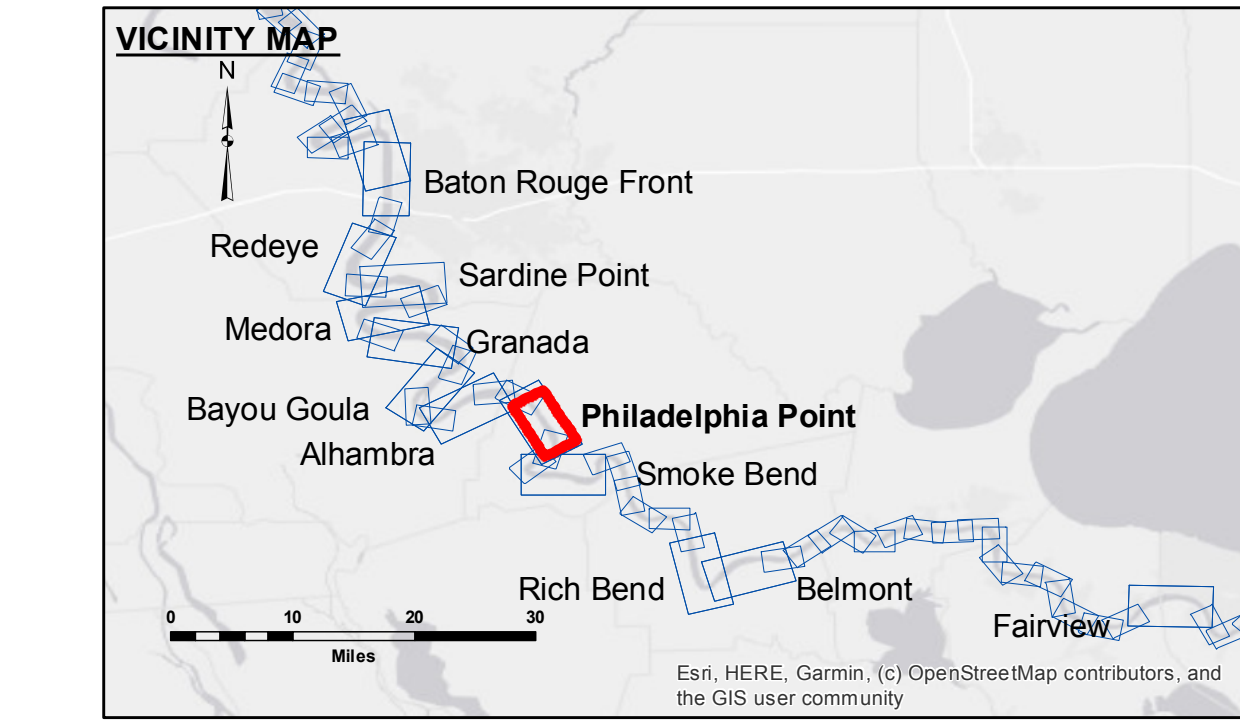 VICINITY MAP
N
Baton Rouge Front
Redeye
Sardine Point
Medora
Granada
Bayou Goula
Philadelphia Point
Alhambra
Smoke Bend
Rich Bend
Belmont
Fairview
0 10 20 30
Miles
Esri, HERE, Garmin, (c) OpenStreetMap contributors, and
the GIS user community